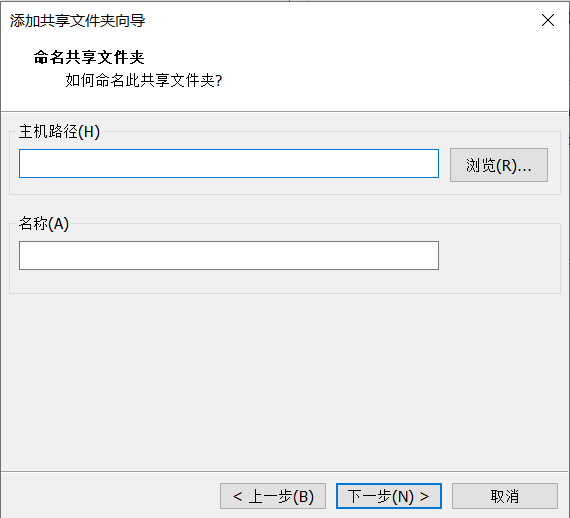 添加共享文件夹向导
命名共享文件夹
如何命名此共享文件夹?
主机路径(H)
浏览(R)...
名称(A)
< 上一步(B)
下一步(N) >
取消